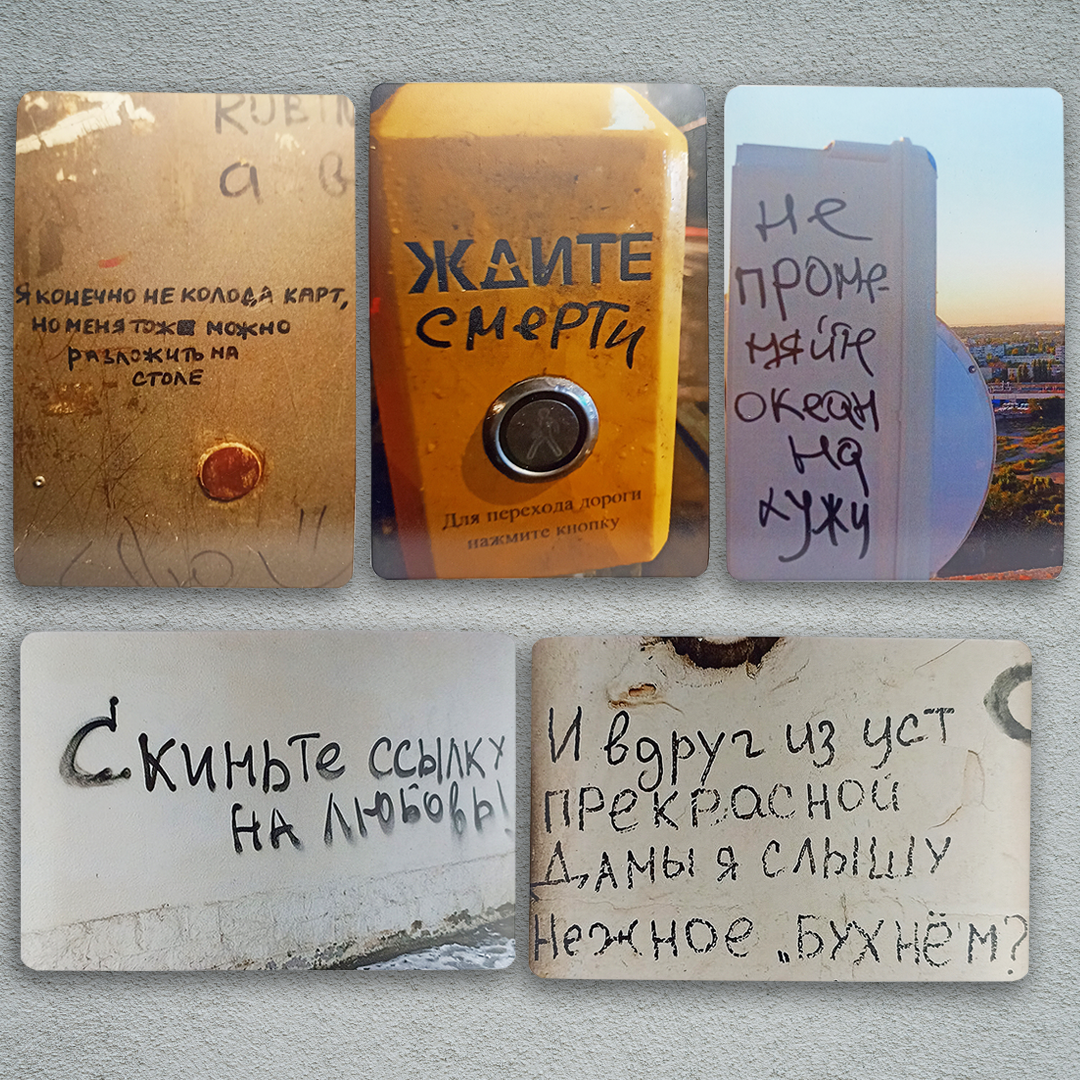 RUBIN
а в
Я КОНЕЧНО НЕ КОЛОДА КАРТ,
НО МЕНЯ ТОЖЕ МОЖНО
РАЗЛОЖИТЬ НА
СТОЛЕ
ЖДИТЕ
СМЕРТИ
Для перехода дороги
нажмите кнопку
не
проме-
няйте
океан
на
лужу
Скиньте ссылку
на любовь!
И вдруг из уст
прекрасной
дамы я слышу
нежное „БУХНЁМ?